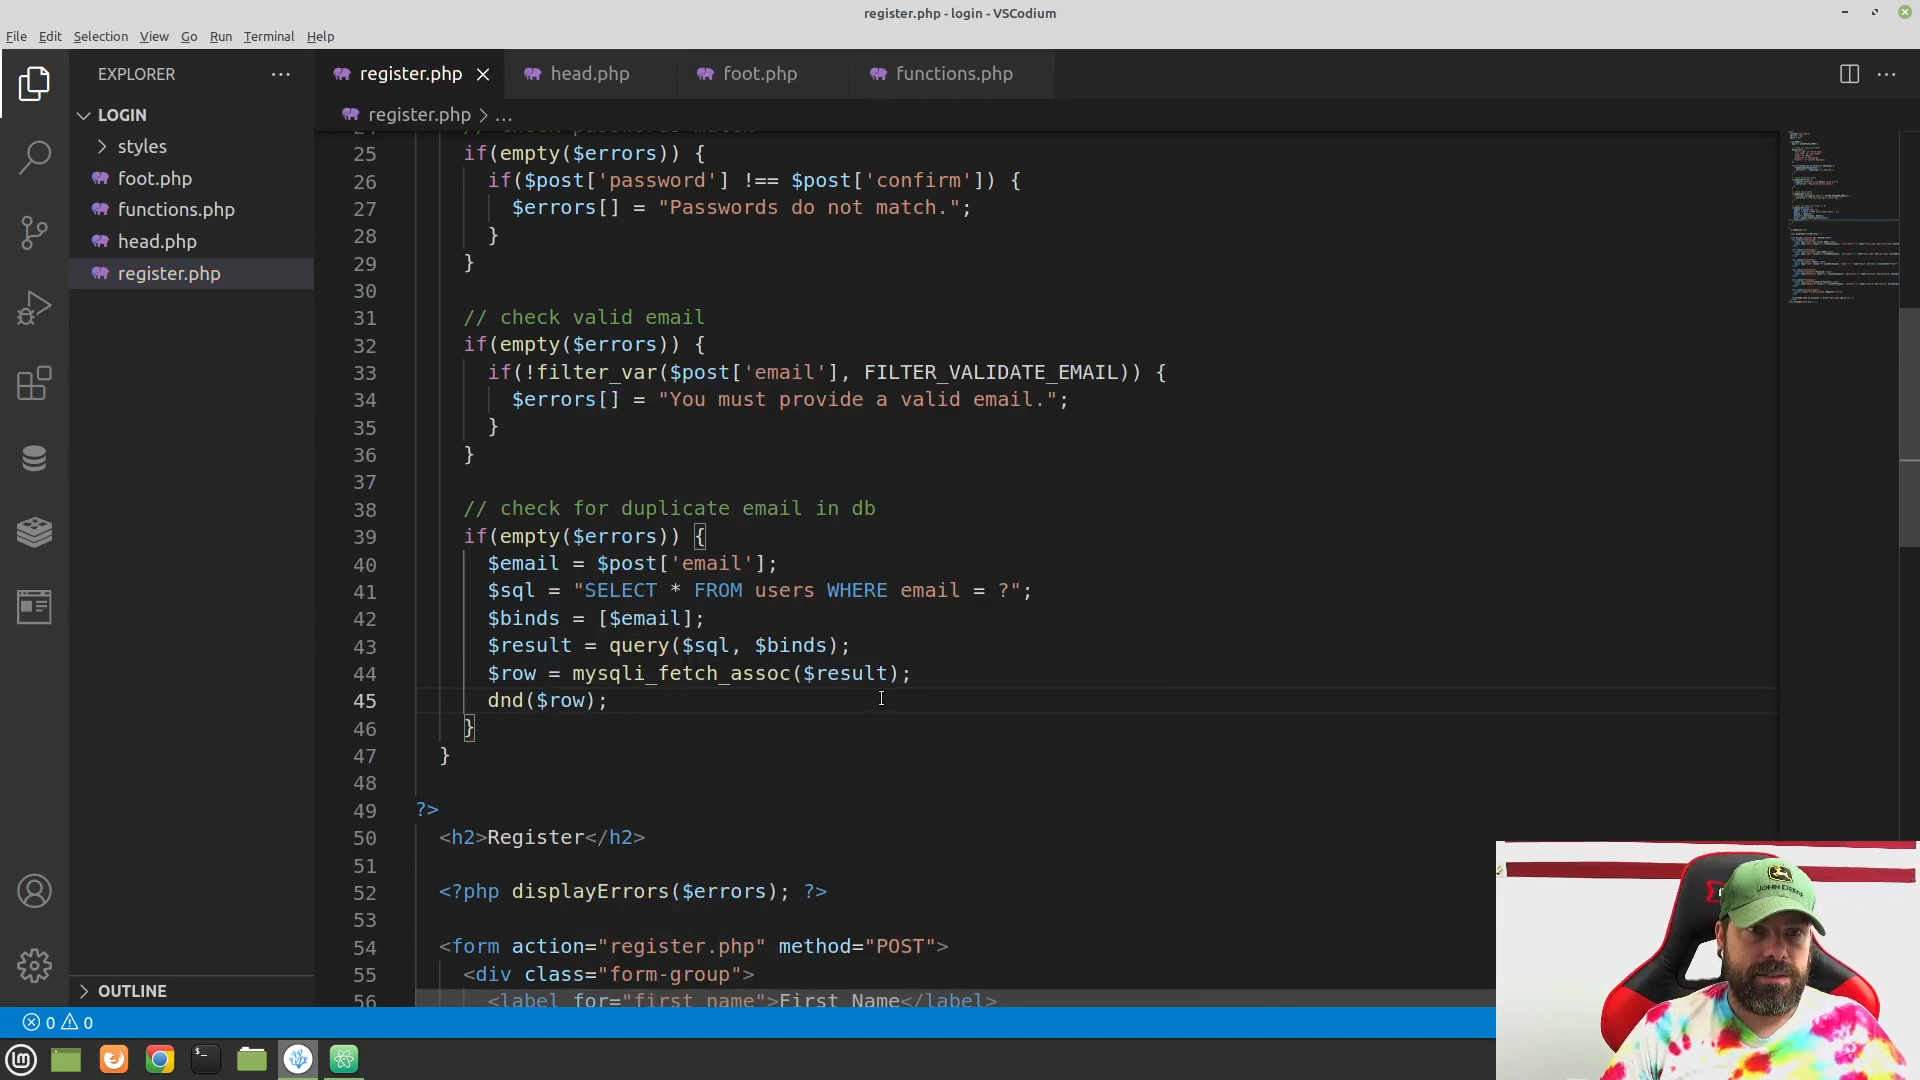 register.php - login - VSCodium
File Edit Selection View Go Run Terminal Help
EXPLORER
register.php head.php foot.php functions.php
LOGIN
register.php > ...
styles
foot.php
functions.php
head.php
register.php
25 if(empty($errors)) {
26 if($post['password'] !== $post['confirm']) {
27 $errors[] = "Passwords do not match.";
28 }
29 }
30
31 // check valid email
32 if(empty($errors)) {
33 if(!filter_var($post['email'], FILTER_VALIDATE_EMAIL)) {
34 $errors[] = "You must provide a valid email.";
35 }
36 }
37
38 // check for duplicate email in db
39 if(empty($errors)) {
40 $email = $post['email'];
41 $sql = "SELECT * FROM users WHERE email = ?";
42 $binds = [$email];
43 $result = query($sql, $binds);
44 $row = mysqli_fetch_assoc($result);
45 dnd($row);
46 }
47 }
48
49 ?>
50 <h2>Register</h2>
51
52 <?php displayErrors($errors); ?>
53
54 <form action="register.php" method="POST">
55 <div class="form-group">
56 <label for="first_name">First Name</label>
OUTLINE
0 0
JOHN DEERE